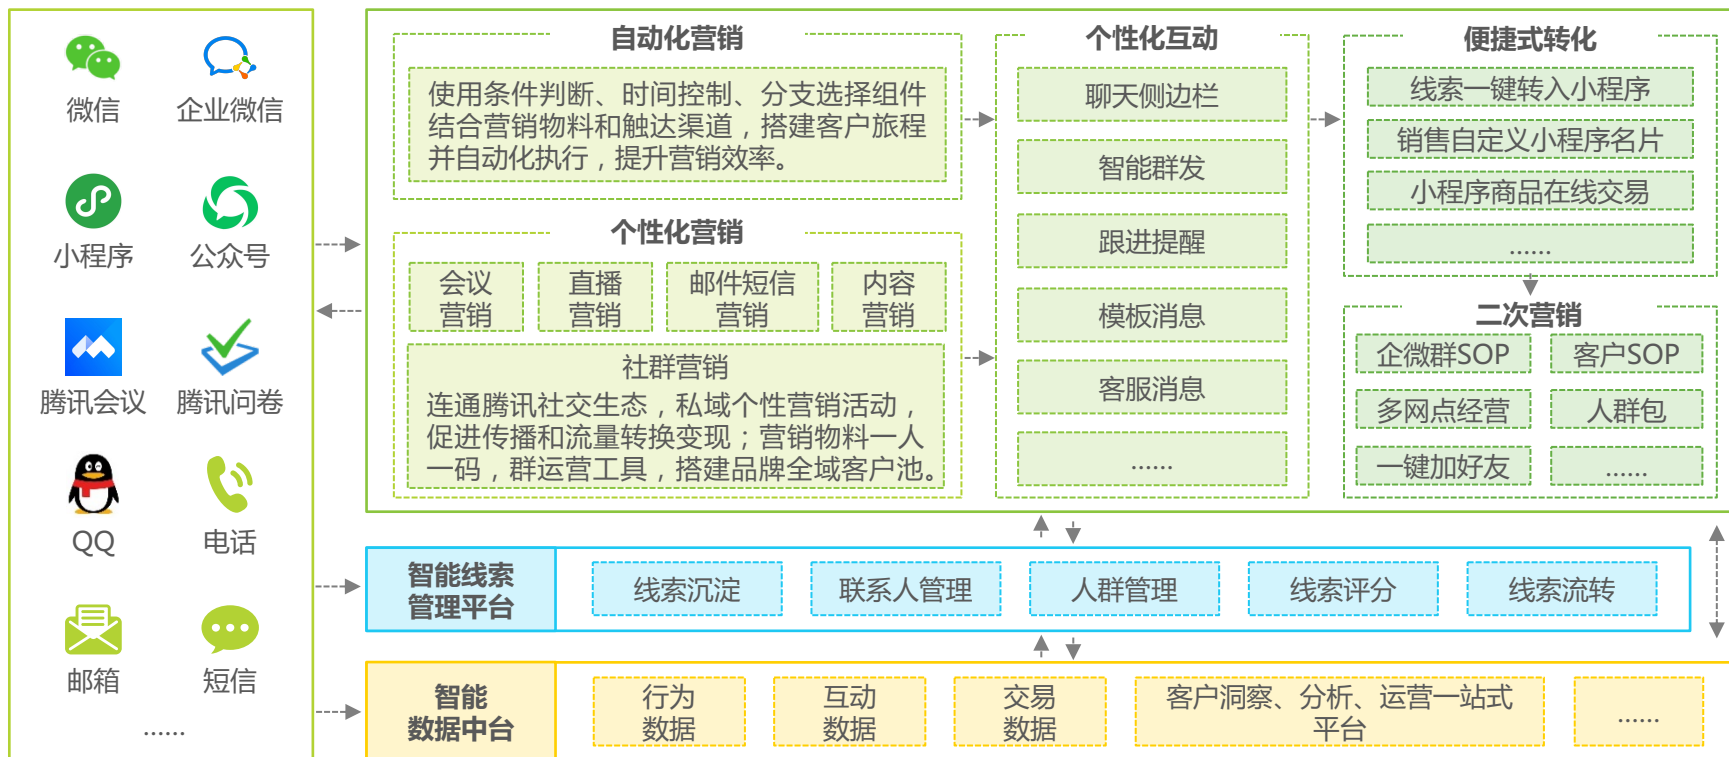 微信
企业微信
小程序
公众号
腾讯会议
腾讯问卷
QQ
电话
邮箱
短信
......
自动化营销
使用条件判断、时间控制、分支选择组件
结合营销物料和触达渠道，搭建客户旅程
并自动化执行，提升营销效率。
个性化营销
会议
营销
直播
营销
邮件短信
营销
内容
营销
社群营销
连通腾讯社交生态，私域个性营销活动，
促进传播和流量转换变现；营销物料一人
一码，群运营工具，搭建品牌全域客户池。
个性化互动
聊天侧边栏
智能群发
跟进提醒
模板消息
客服消息
......
便捷式转化
线索一键转入小程序
销售自定义小程序名片
小程序商品在线交易
......
二次营销
企微群SOP
客户SOP
多网点经营
人群包
一键加好友
......
智能线索
管理平台
线索沉淀
联系人管理
人群管理
线索评分
线索流转
智能
数据中台
行为
数据
互动
数据
交易
数据
客户洞察、分析、运营一站式
平台
......